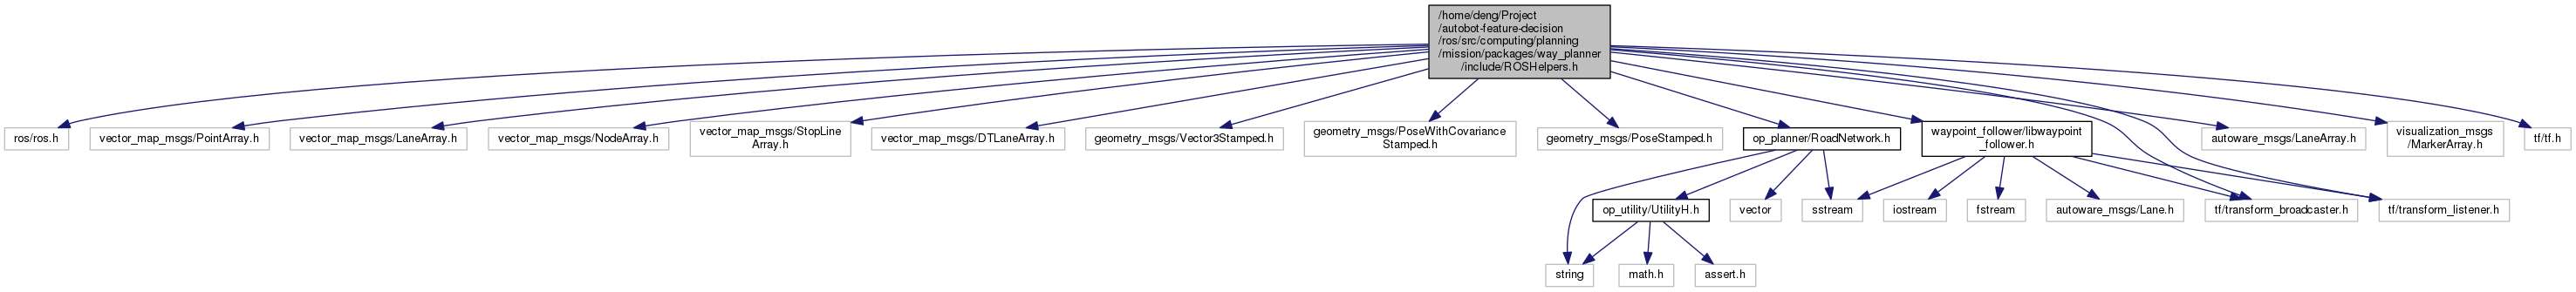 /home/deng/Project
/autobot-feature-decision
/ros/src/computing/planning
/mission/packages/way_planner
/include/ROSHelpers.h
ros/ros.h
vector_map_msgs/PointArray.h
vector_map_msgs/LaneArray.h
vector_map_msgs/NodeArray.h
vector_map_msgs/StopLine
Array.h
vector_map_msgs/DTLaneArray.h
geometry_msgs/Vector3Stamped.h
geometry_msgs/PoseWithCovariance
Stamped.h
geometry_msgs/PoseStamped.h
op_planner/RoadNetwork.h
waypoint_follower/libwaypoint
_follower.h
autoware_msgs/LaneArray.h
visualization_msgs
/MarkerArray.h
tf/tf.h
op_utility/UtilityH.h
vector
sstream
iostream
fstream
autoware_msgs/Lane.h
tf/transform_broadcaster.h
tf/transform_listener.h
string
math.h
assert.h